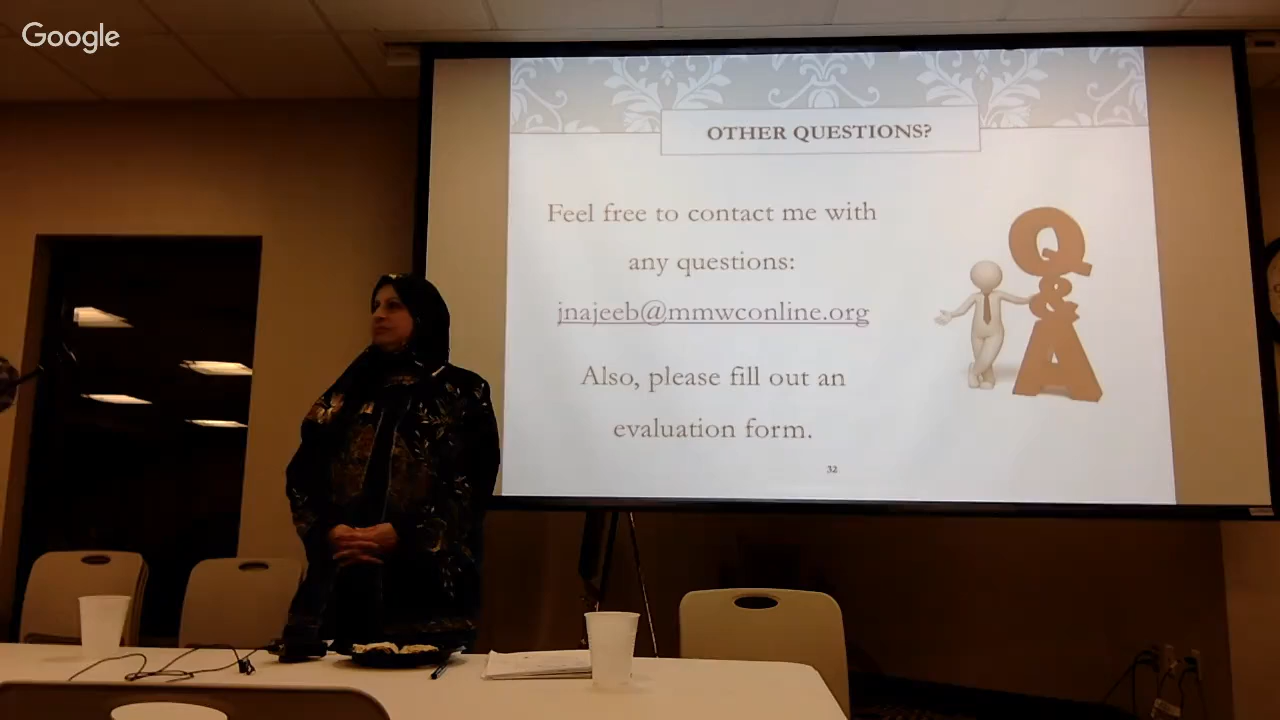 Google
OTHER QUESTIONS?
Feel free to contact me with
any questions:
jnajeeb@mmwconline.org
Also, please fill out an
evaluation form.
32
Q
&
A